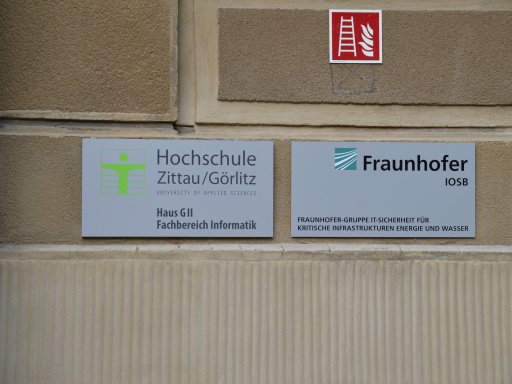 Hochschule
Zittau/Görlitz
UNIVERSITY OF APPLIED SCIENCES
Haus G II
Fachbereich Informatik
Fraunhofer
IOSB
FRAUNHOFER-GRUPPE IT-SICHERHEIT FÜR
KRITISCHE INFRASTRUKTUREN ENERGIE UND WASSER